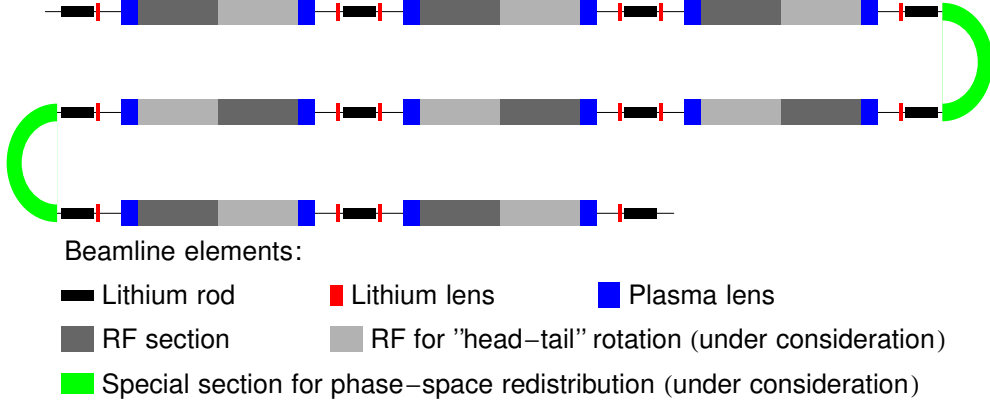 Beamline elements:
Lithium rod Lithium lens Plasma lens
RF section RF for "head−tail" rotation (under consideration)
Special section for phase−space redistribution (under consideration)